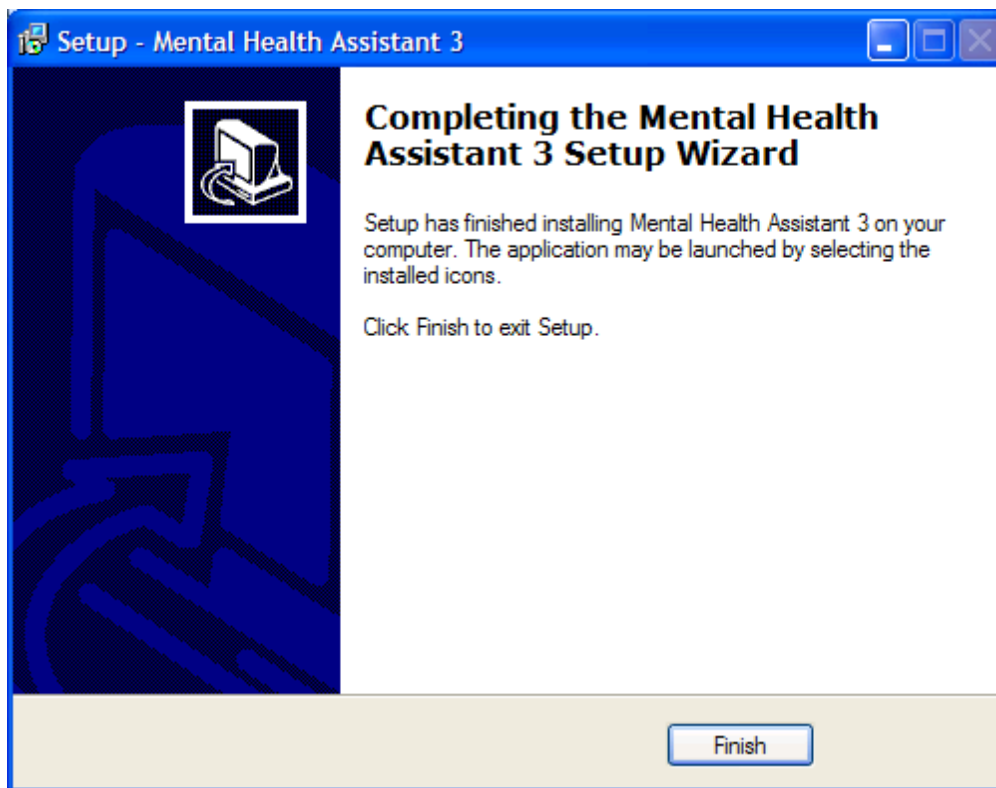 Setup - Mental Health Assistant 3
Completing the Mental Health
Assistant 3 Setup Wizard
Setup has finished installing Mental Health Assistant 3 on your
computer. The application may be launched by selecting the
installed icons.
Click Finish to exit Setup.
Finish